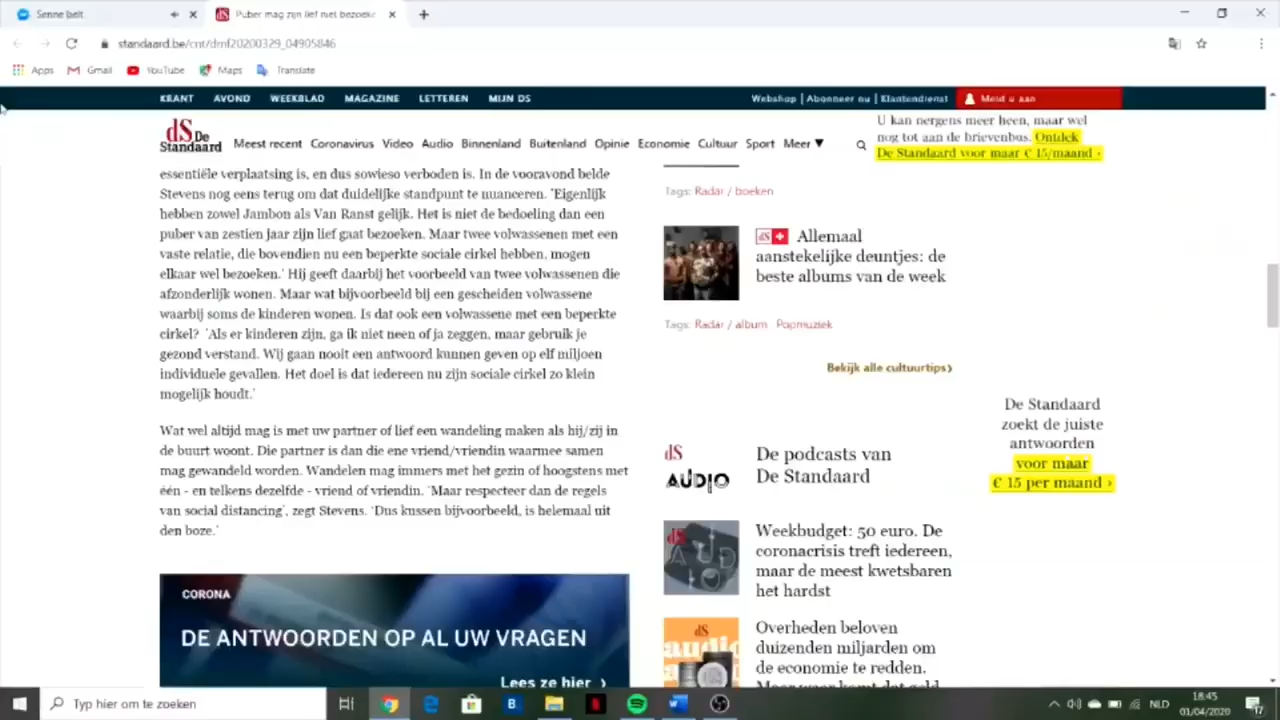 Senne belt
Puber mag zijn lief niet bezoeke
standaard.be/cnt/dmf20200329_04905846
Apps Gmail YouTube Maps Translate
KRANT AVOND WEEKBLAD MAGAZINE LETTEREN MIJN DS
Webshop | Abonneer nu | Klantendienst Meld u aan
dS De Standaard
Meest recent Coronavirus Video Audio Binnenland Buitenland Opinie Economie Cultuur Sport Meer ▼
U kan nergens meer heen, maar wel
nog tot aan de brievenbus. Ontdek
De Standaard voor maar € 15/maand ›
essentiële verplaatsing is, en dus sowieso verboden is. In de vooravond belde
Stevens nog eens terug om dat duidelijke standpunt te nuanceren. 'Eigenlijk
hebben zowel Jambon als Van Ranst gelijk. Het is niet de bedoeling dan een
puber van zestien jaar zijn lief gaat bezoeken. Maar twee volwassenen met een
vaste relatie, die bovendien nu een beperkte sociale cirkel hebben, mogen
elkaar wel bezoeken.' Hij geeft daarbij het voorbeeld van twee volwassenen die
afzonderlijk wonen. Maar wat bijvoorbeeld bij een gescheiden volwassene
waarbij soms de kinderen wonen. Is dat ook een volwassene met een beperkte
cirkel? 'Als er kinderen zijn, ga ik niet neen of ja zeggen, maar gebruik je
gezond verstand. Wij gaan nooit een antwoord kunnen geven op elf miljoen
individuele gevallen. Het doel is dat iedereen nu zijn sociale cirkel zo klein
mogelijk houdt.'
Wat wel altijd mag is met uw partner of lief een wandeling maken als hij/zij in
de buurt woont. Die partner is dan die ene vriend/vriendin waarmee samen
mag gewandeld worden. Wandelen mag immers met het gezin of hoogstens met
één - en telkens dezelfde - vriend of vriendin. 'Maar respecteer dan de regels
van social distancing', zegt Stevens. 'Dus kussen bijvoorbeeld, is helemaal uit
den boze.'
CORONA
DE ANTWOORDEN OP AL UW VRAGEN
Lees ze hier ›
Tags: Radar / boeken
dS + Allemaal
aanstekelijke deuntjes: de
beste albums van de week
Tags: Radar / album Popmuziek
Bekijk alle cultuurtips›
dS
AUDIO
De podcasts van
De Standaard
dS
AUDIO
Weekbudget: 50 euro. De
coronacrisis treft iedereen,
maar de meest kwetsbaren
het hardst
dS
audio
Overheden beloven
duizenden miljarden om
de economie te redden.
Maar waar komt dat geld
De Standaard
zoekt de juiste
antwoorden
voor maar
€ 15 per maand ›
Typ hier om te zoeken
NLD
18:45
01/04/2020
17